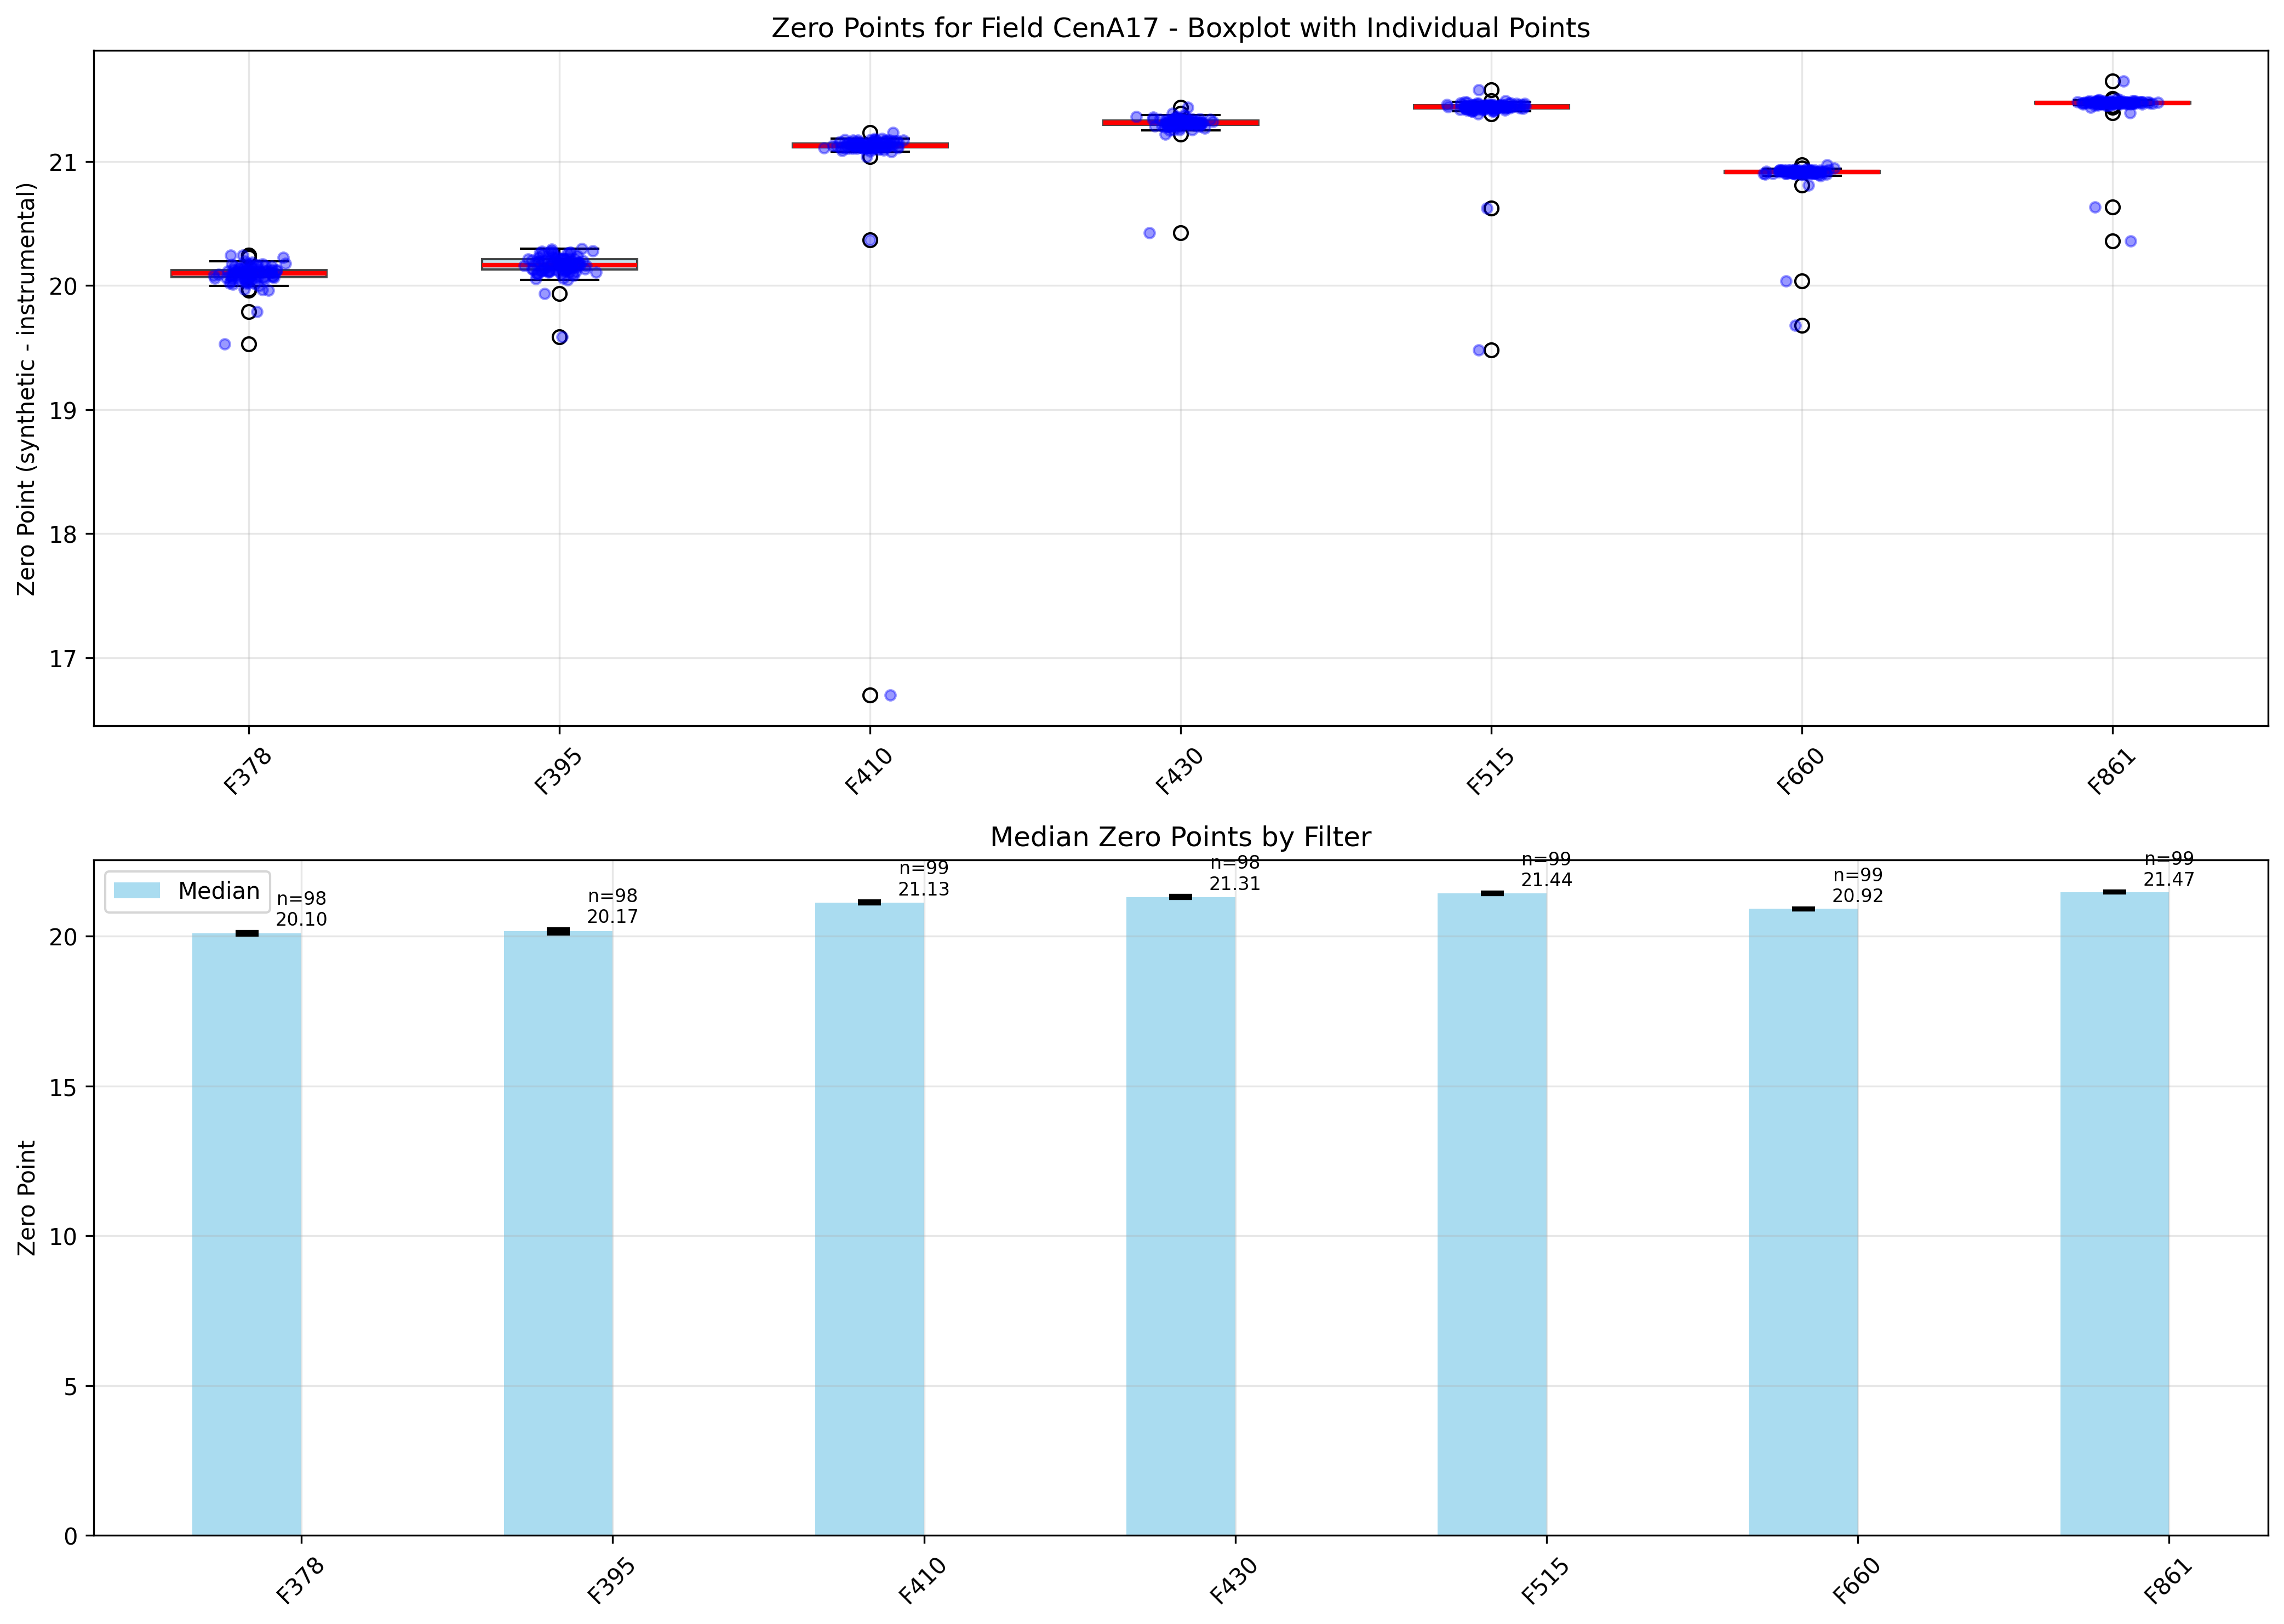 Zero Points for Field CenA17 - Boxplot with Individual Points
Zero Point (synthetic - instrumental)
21
20
19
18
17
F378
F395
F410
F430
F515
F660
F861
Median Zero Points by Filter
Zero Point
20
15
10
5
0
Median
n=98
20.10
n=98
20.17
n=99
21.13
n=98
21.31
n=99
21.44
n=99
20.92
n=99
21.47
F378
F395
F410
F430
F515
F660
F861